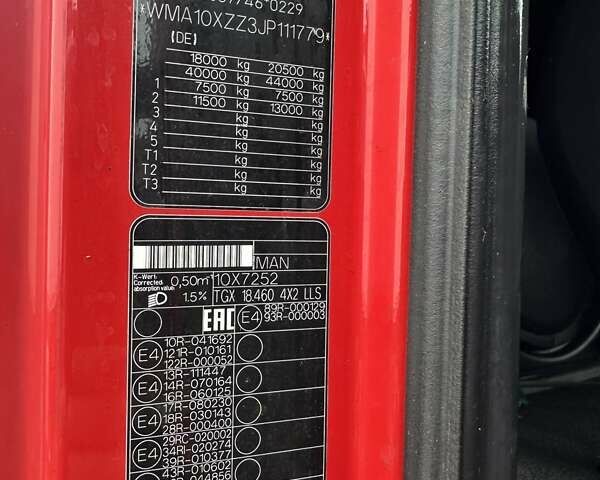 *WMA10XZZ3JP111779*
(DE)
18000 kg 20500 kg
40000 kg 44000 kg
1 7500 kg 7500 kg
2 11500 kg 13000 kg
3 kg kg
4 kg kg
5 kg kg
T1 kg kg
T2 kg kg
T3 kg kg
MAN
K-Wert: Corrected absorption value: 0,50m 10X7252
1.5% TGX 18.460 4X2 LLS
EAC E4 89R-000129
93R-000003
10R-041692
E4 121R-010161
122R-000052
13R-111447
E4 14R-070164
16R-060125
17R-080230
E4 18R-030143
28R-000400
29RC-02000
E4 34RI-020274
39R-010377
43R-010602